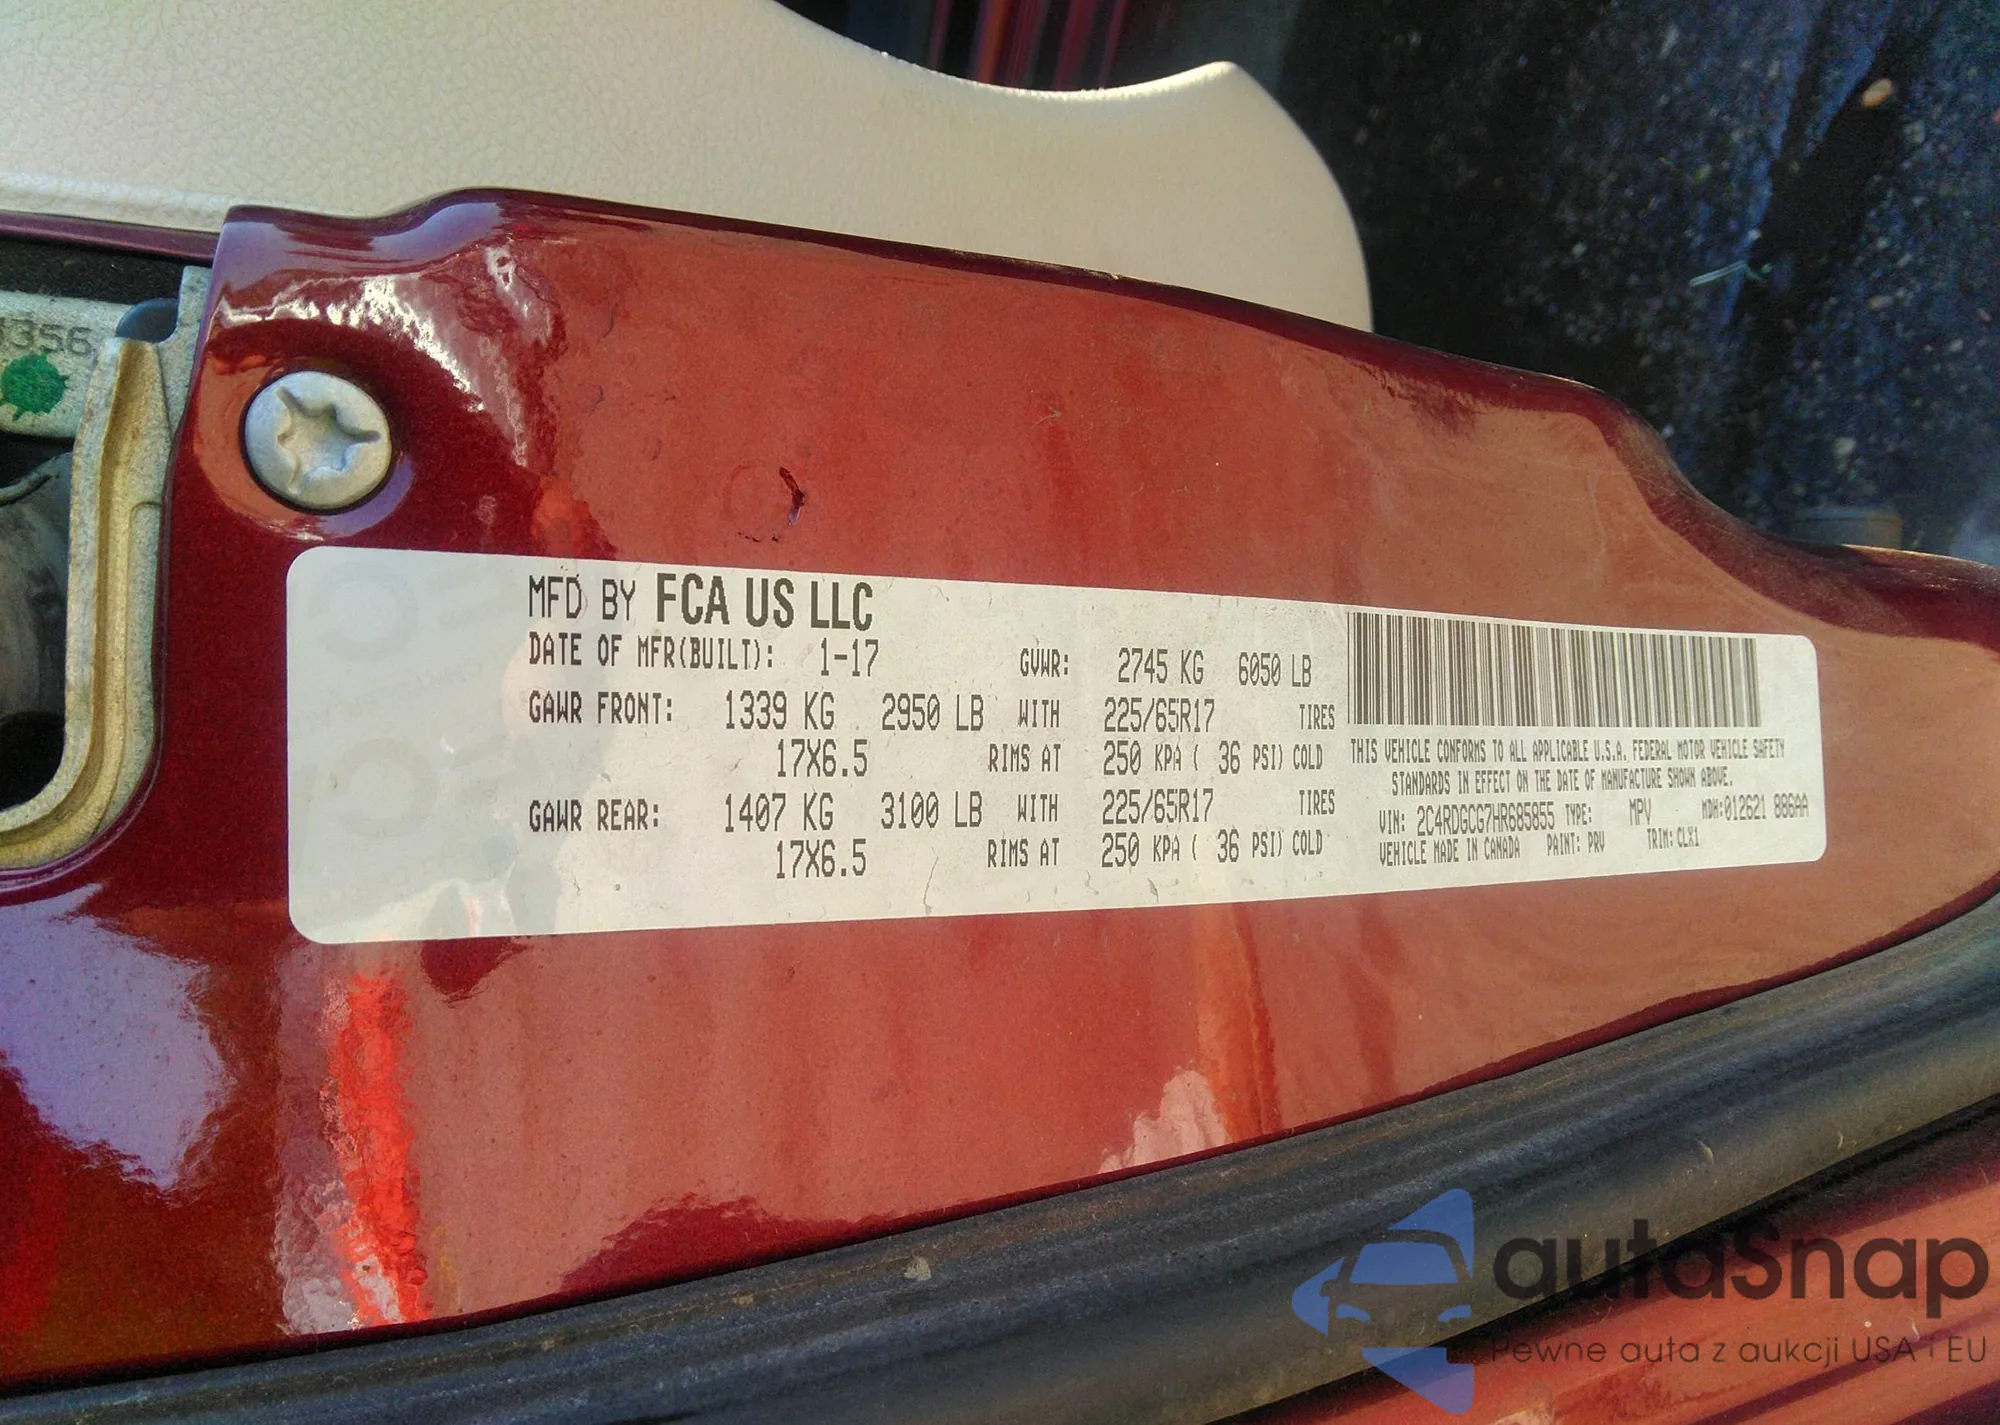 356
MFD BY FCA US LLC
DATE OF MFR(BUILT): 1-17 GVWR: 2745 KG 6050 LB
GAWR FRONT: 1339 KG 2950 LB WITH 225/65R17 TIRES
17X6.5 RIMS AT 250 KPA ( 36 PSI) COLD
GAWR REAR: 1407 KG 3100 LB WITH 225/65R17 TIRES
17X6.5 RIMS AT 250 KPA ( 36 PSI) COLD
THIS VEHICLE CONFORMS TO ALL APPLICABLE U.S.A. FEDERAL MOTOR VEHICLE SAFETY
STANDARDS IN EFFECT ON THE DATE OF MANUFACTURE SHOWN ABOVE.
VIN: 2C4RDGCG7HR685855 TYPE: MPV MDH:012621 886AA
VEHICLE MADE IN CANADA PAINT: PRV TRIM: CLX1
autasnap
Pewne auta z aukcji USA i EU